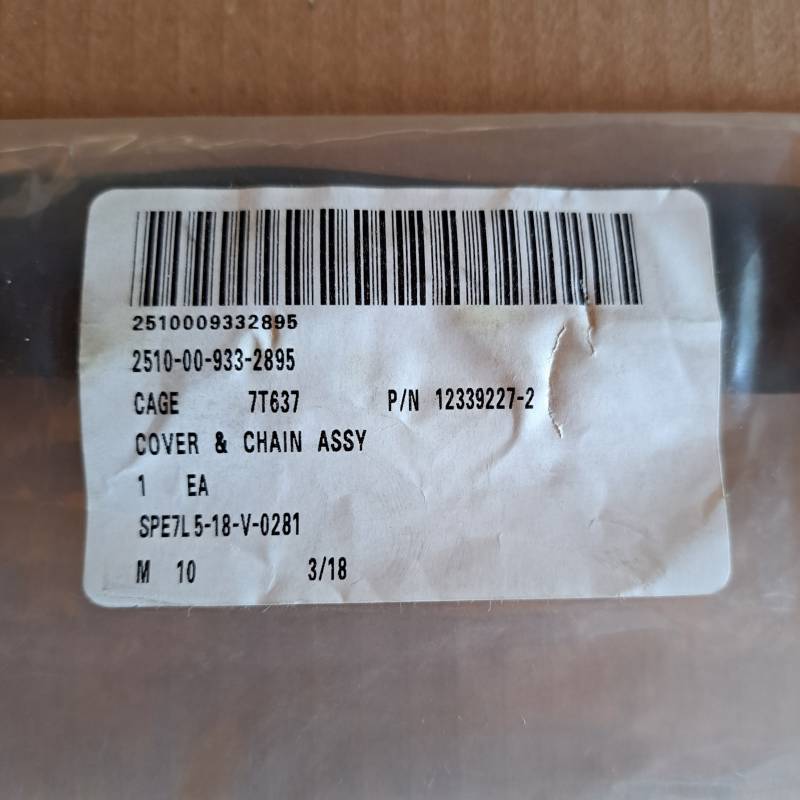 2510009332895
2510-00-933-2895
CAGE 7T637 P/N 12339227-2
COVER & CHAIN ASSY
1 EA
SPE7L5-18-V-0281
M 10 3/18